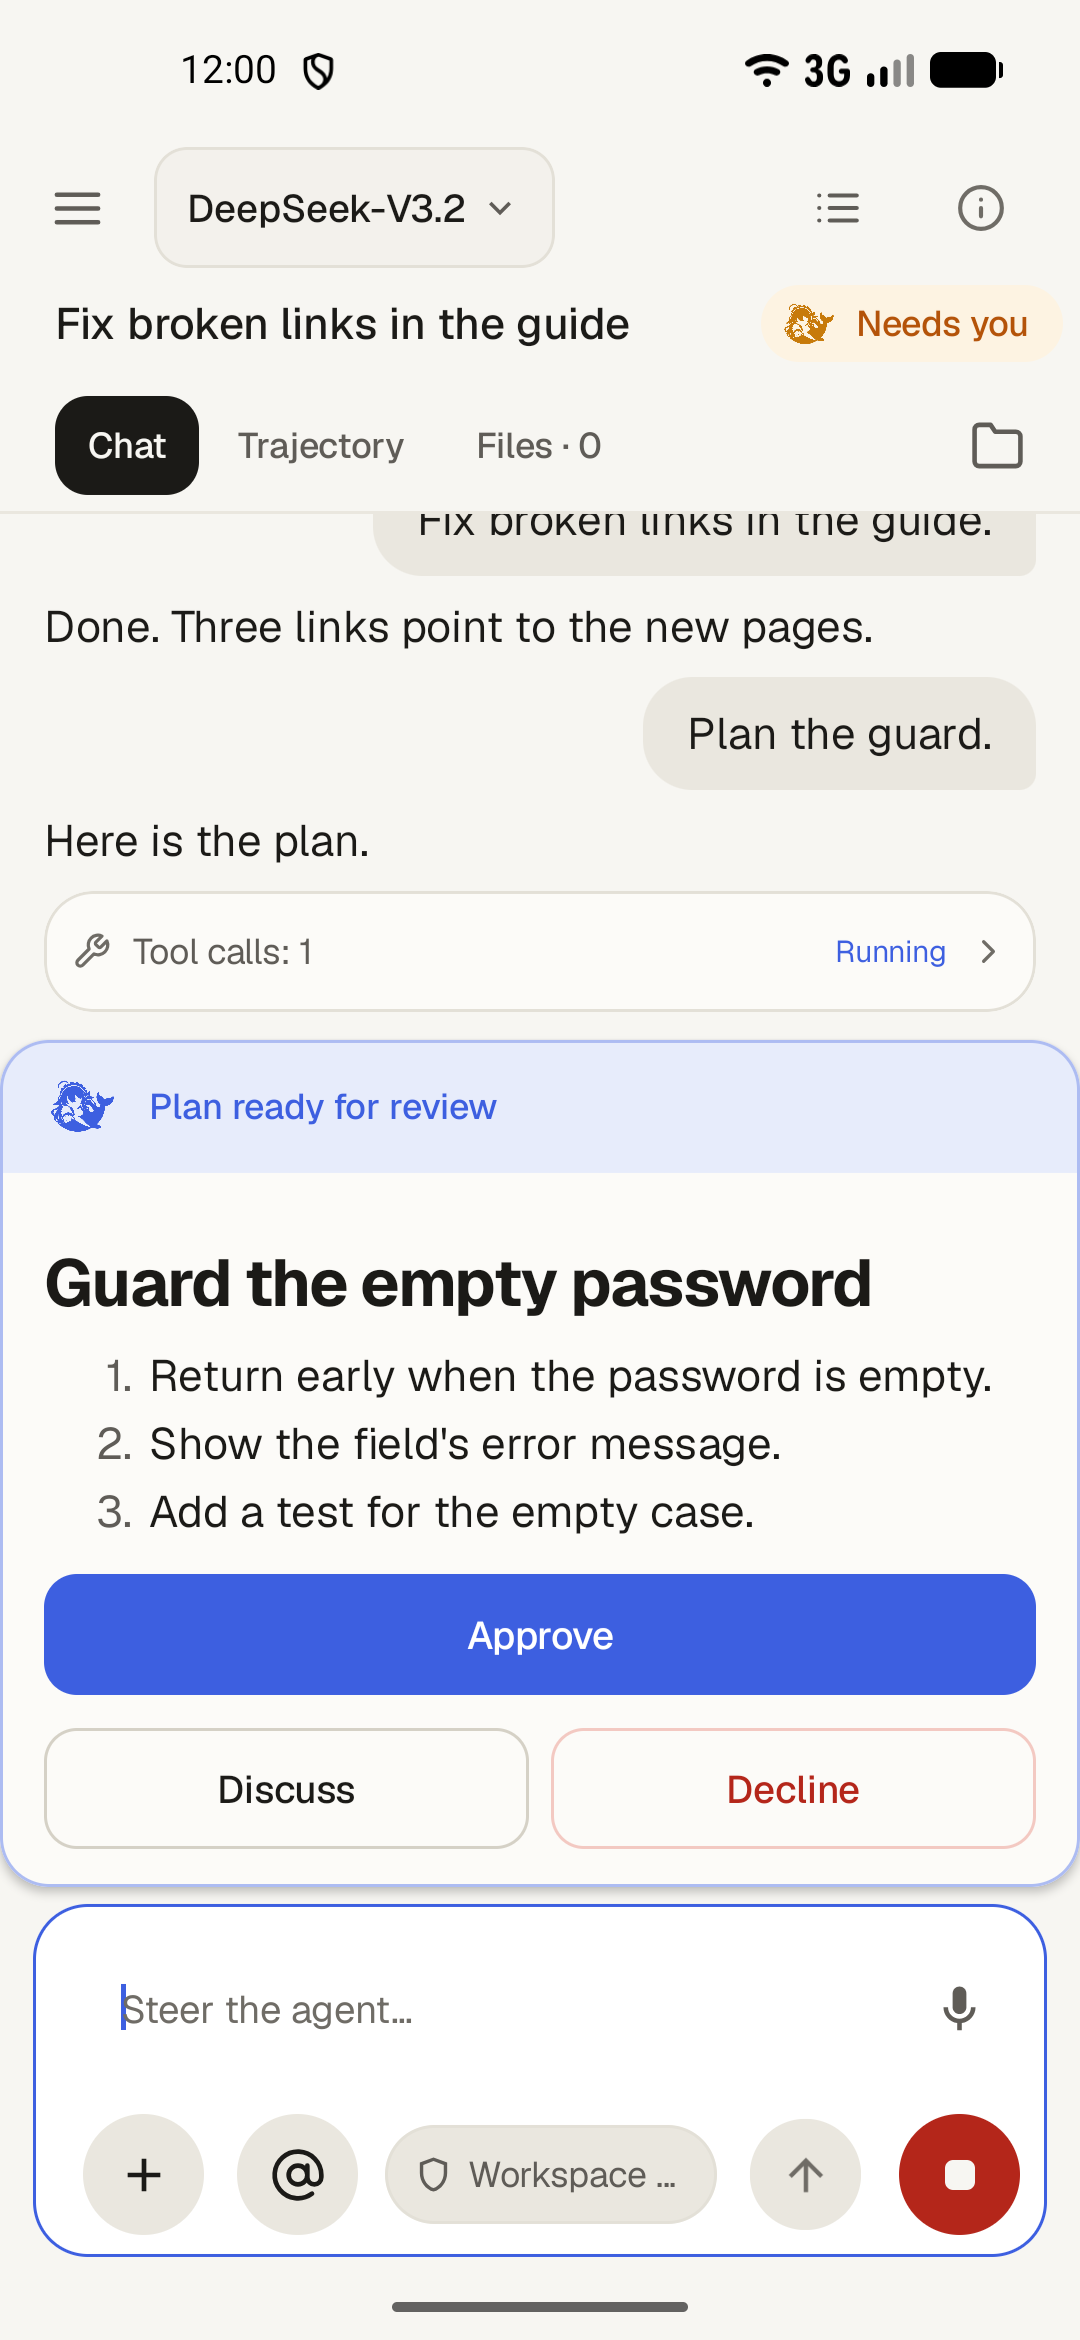 12:00
3G
DeepSeek-V3.2
Fix broken links in the guide
Needs you
Chat
Trajectory
Files · 0
Fix broken links in the guide.
Done. Three links point to the new pages.
Plan the guard.
Here is the plan.
Tool calls: 1
Running
Plan ready for review
Guard the empty password
1. Return early when the password is empty.
2. Show the field's error message.
3. Add a test for the empty case.
Approve
Discuss
Decline
Steer the agent...
Workspace ...